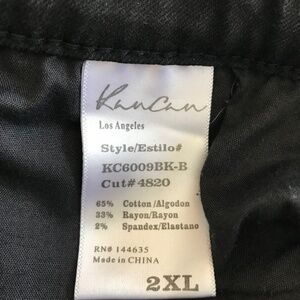 KanCan
Los Angeles
Style/Estilo#
KC6009BK-B
Cut#4820
65% Cotton/Algodon
33% Rayon/Rayon
2% Spandex/Elastano
RN# 144635
Made in CHINA
2XL